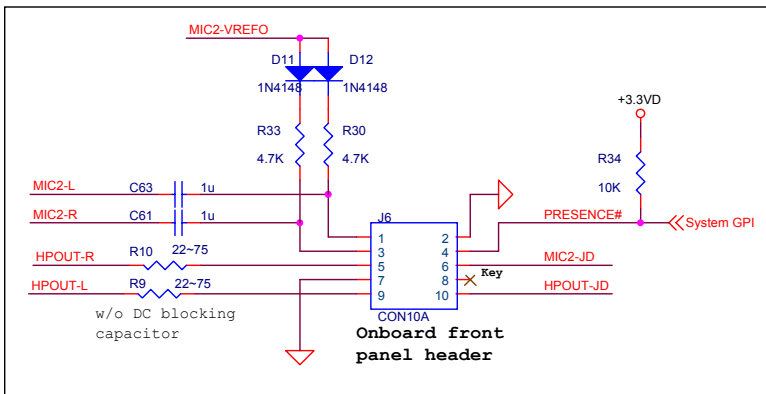 MIC2-VREFO
D11
D12
1N4148
1N4148
+3.3VD
R33
R30
R34
4.7K
4.7K
10K
MIC2-L
C63
1u
MIC2-R
C61
1u
J6
PRESENCE#
System GPI
1
2
3
4
HPOUT-R
R10
22~75
5
6
MIC2-JD
7
8
Key
HPOUT-L
R9
22~75
9
10
HPOUT-JD
w/o DC blocking
capacitor
CON10A
Onboard front
panel header